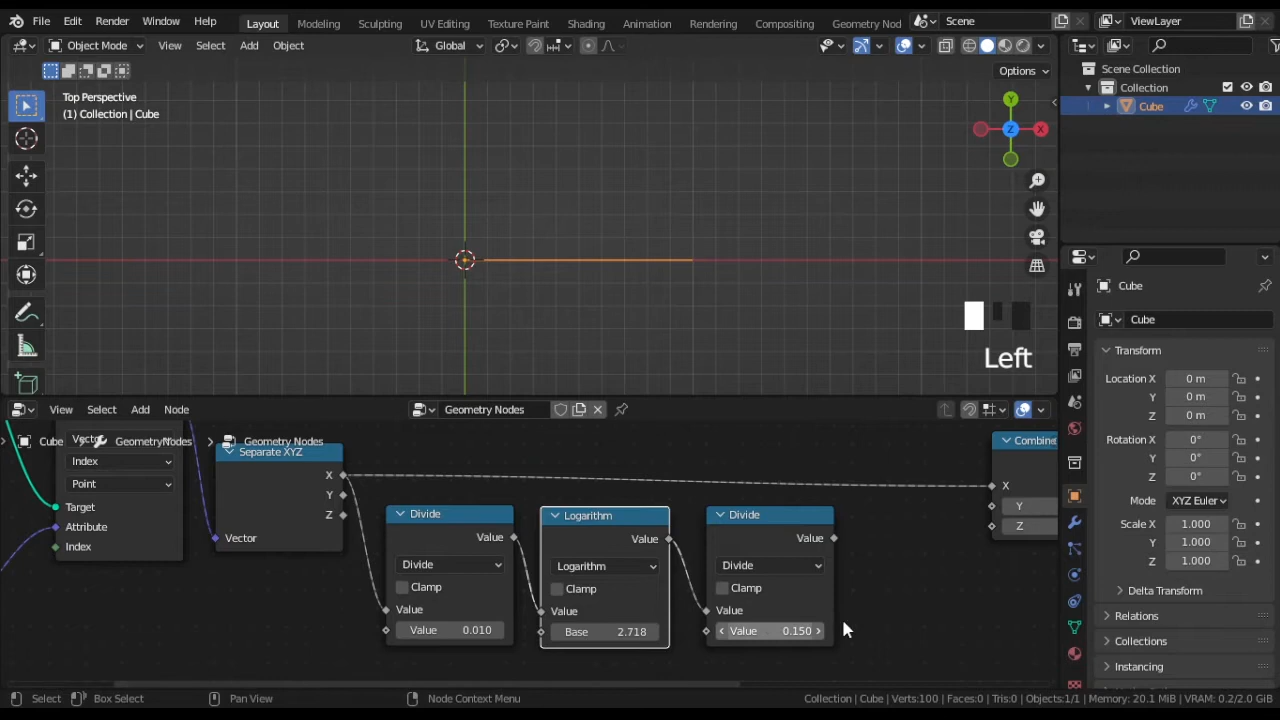 File Edit Render Window Help Layout Modeling Sculpting UV Editing Texture Paint Shading Animation Rendering Compositing Geometry Nod Scene ViewLayer
Object Mode View Select Add Object Global
Options
Top Perspective
(1) Collection | Cube
Y
Z
X
Left
Scene Collection
Collection
Cube
Cube
Cube
Transform
Location X 0 m
Y 0 m
Z 0 m
Rotation X 0°
Y 0°
Z 0°
Mode XYZ Euler
Scale X 1.000
Y 1.000
Z 1.000
Delta Transform
Relations
Collections
Instancing
View Select Add Node Geometry Nodes
Cube GeometryNodes Geometry Nodes
Vector
Index
Point
Target
Attribute
Index
Separate XYZ
X
Y
Z
Vector
Divide
Value
Divide
Clamp
Value
Value 0.010
Logarithm
Value
Logarithm
Clamp
Value
Base 2.718
Divide
Value
Divide
Clamp
Value
Value 0.150
Combine
X
Y
Z
Select Box Select Pan View Node Context Menu Collection | Cube | Verts:100 | Faces:0 | Tris:0 | Objects:1/1 | Memory: 20.1 MiB | VRAM: 0.2/2.0 GiB